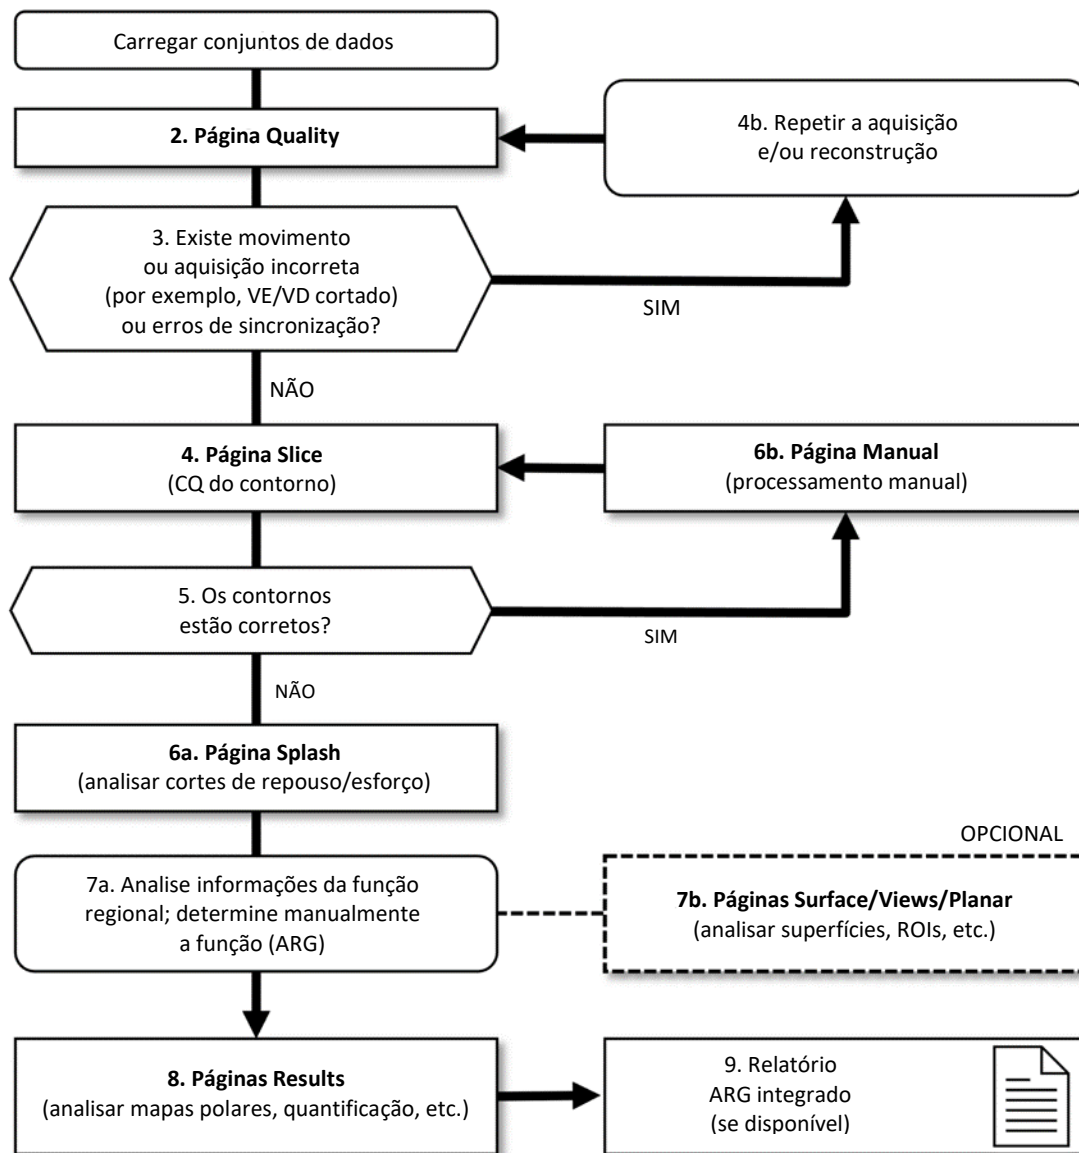 Carregar conjuntos de dados
2. Página Quality
4b. Repetir a aquisição
e/ou reconstrução
3. Existe movimento
ou aquisição incorreta
(por exemplo, VE/VD cortado)
ou erros de sincronização?
SIM
NÃO
4. Página Slice
(CQ do contorno)
6b. Página Manual
(processamento manual)
5. Os contornos
estão corretos?
SIM
NÃO
6a. Página Splash
(analisar cortes de repouso/esforço)
OPCIONAL
7a. Analise informações da função
regional; determine manualmente
a função (ARG)
7b. Páginas Surface/Views/Planar
(analisar superfícies, ROIs, etc.)
8. Páginas Results
(analisar mapas polares, quantificação, etc.)
9. Relatório
ARG integrado
(se disponível)